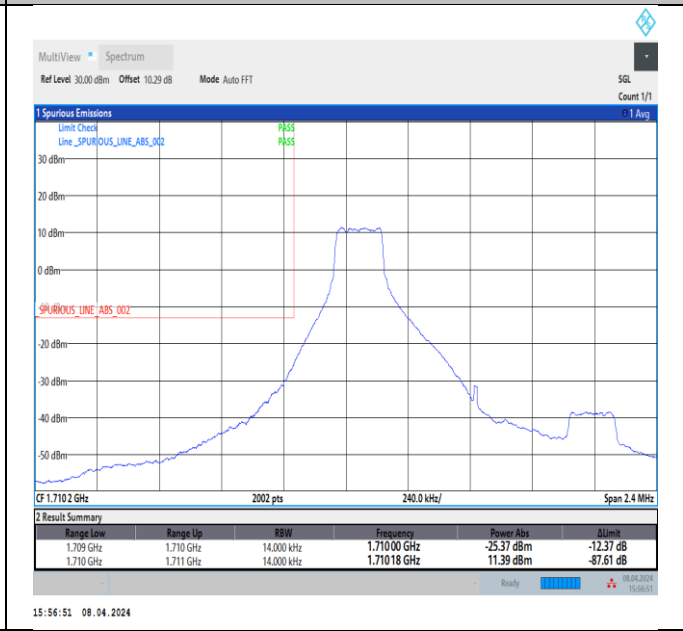 MultiView Spectrum
Ref Level 30.00 dBm Offset 10.29 dB Mode Auto FFT SGL
Count 1/1
1 Spurious Emissions 1 Avg
Limit Check PASS
Line _SPURIOUS_LINE_ABS_002 PASS
30 dBm
20 dBm
10 dBm
0 dBm
_SPURIOUS_LINE_ABS_002
-20 dBm
-30 dBm
-40 dBm
-50 dBm
CF 1.7102 GHz 2002 pts 240.0 kHz/ Span 2.4 MHz
2 Result Summary
Range Low Range Up RBW Frequency Power Abs ΔLimit
1.709 GHz 1.710 GHz 14.000 kHz 1.71000 GHz -25.37 dBm -12.37 dB
1.710 GHz 1.711 GHz 14.000 kHz 1.71018 GHz 11.39 dBm -87.61 dB
Ready 08.04.2024
15:56:51
15:56:51 08.04.2024